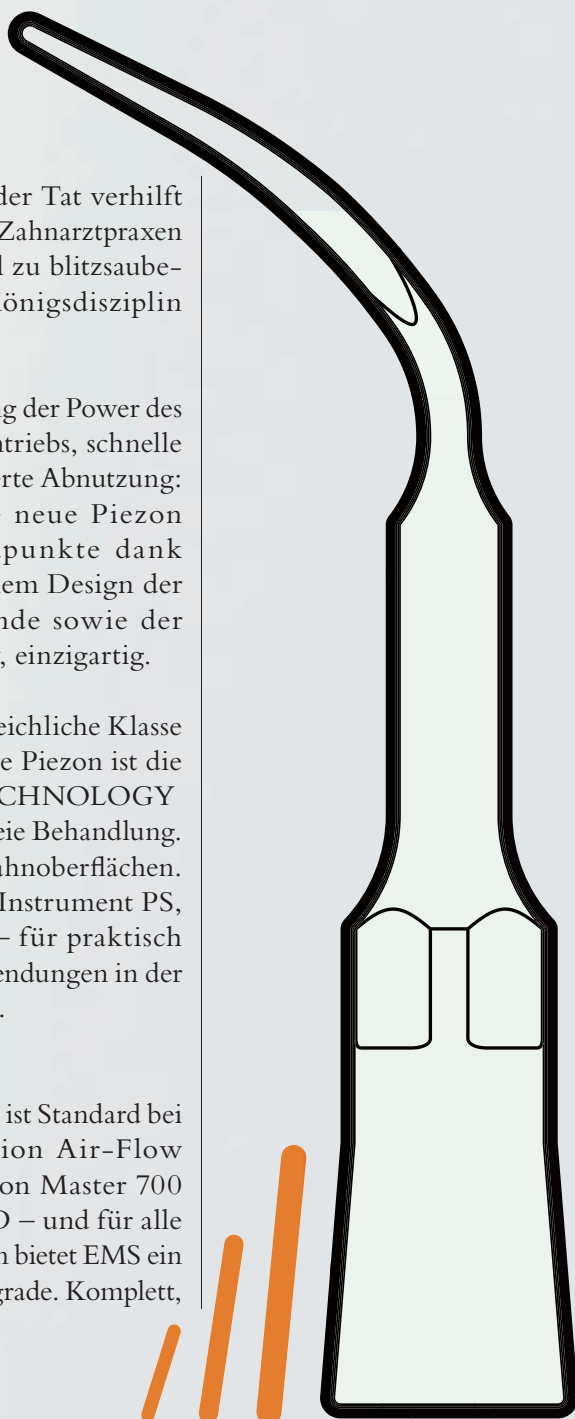 der Tat verhilft
Zahnarztpraxen
zu blitzsaube-
önigsdisziplin
der Power des
ntriebs, schnelle
erte Abnutzung:
neue Piezon
punkte dank
em Design der
nde sowie der
, einzigartig.
eichliche Klasse
e Piezon ist die
CHNOLOGY
eie Behandlung.
ahnoberflächen.
Instrument PS,
– für praktisch
endungen in der
.
ist Standard bei
ion Air-Flow
on Master 700
– und für alle
bietet EMS ein
grade. Komplett,